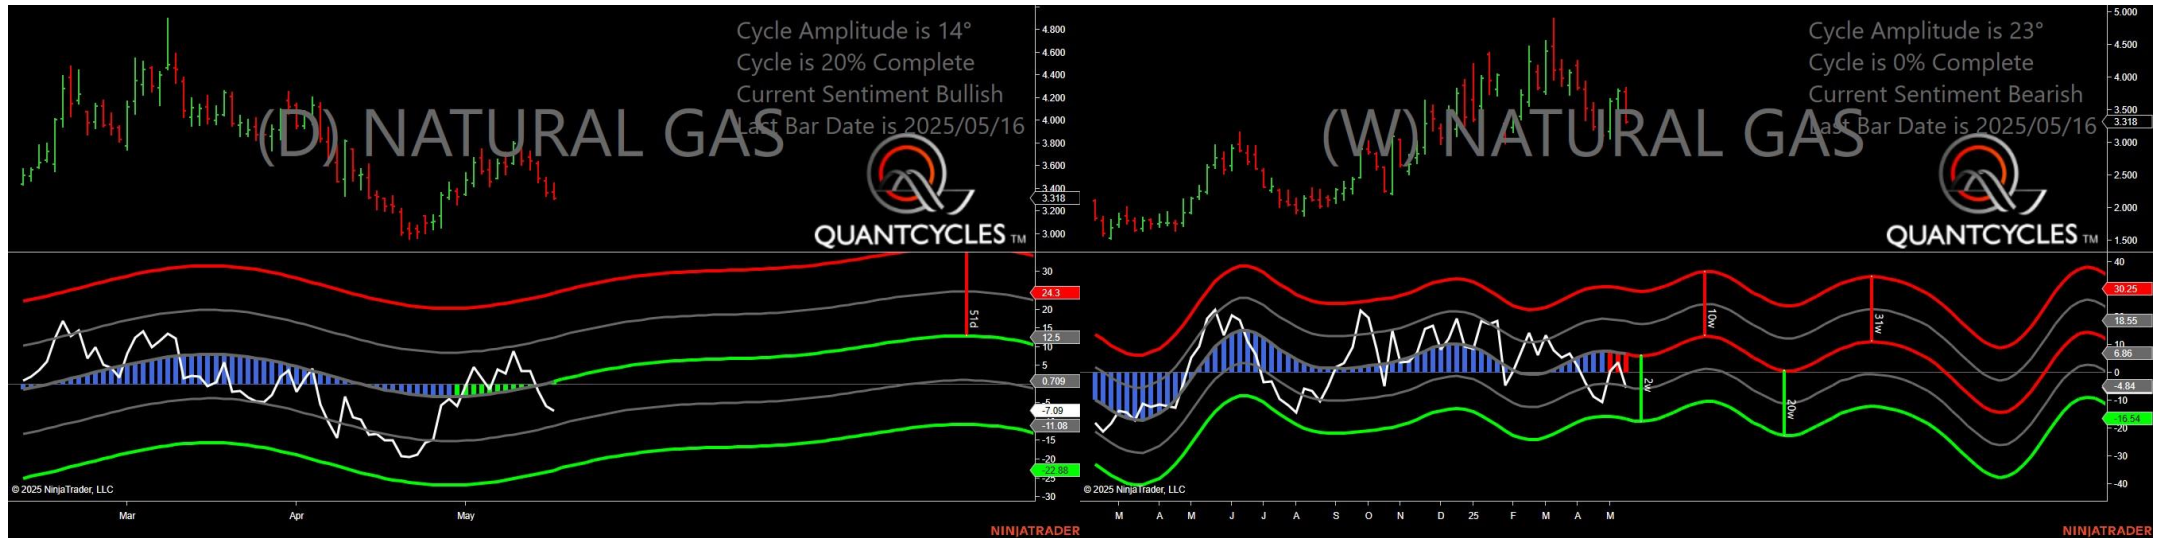 Cycle Amplitude is 14°
Cycle is 20% Complete
Current Sentiment Bullish
Last Bar Date is 2025/05/16
(D) NATURAL GAS
QUANTCYCLES TM
4.800
4.600
4.400
4.200
4.000
3.800
3.600
3.400
3.318
3.200
3.000
51d
30
24.3
20
15
12.5
10
5
0.709
-5
-7.09
-11.08
-15
-20
-22.88
-25
-30
© 2025 NinjaTrader, LLC
Mar Apr May
NINJATRADER
Cycle Amplitude is 23°
Cycle is 0% Complete
Current Sentiment Bearish
Last Bar Date is 2025/05/16
(W) NATURAL GAS
QUANTCYCLES TM
5.000
4.500
4.000
3.500
3.318
3.000
2.500
2.000
1.500
2w
10w
20w
31w
40
30.25
18.55
10
6.86
0
-4.84
-10
-16.54
-20
-30
-40
© 2025 NinjaTrader, LLC
M A M J J A S O N D 25 F M A M
NINJATRADER